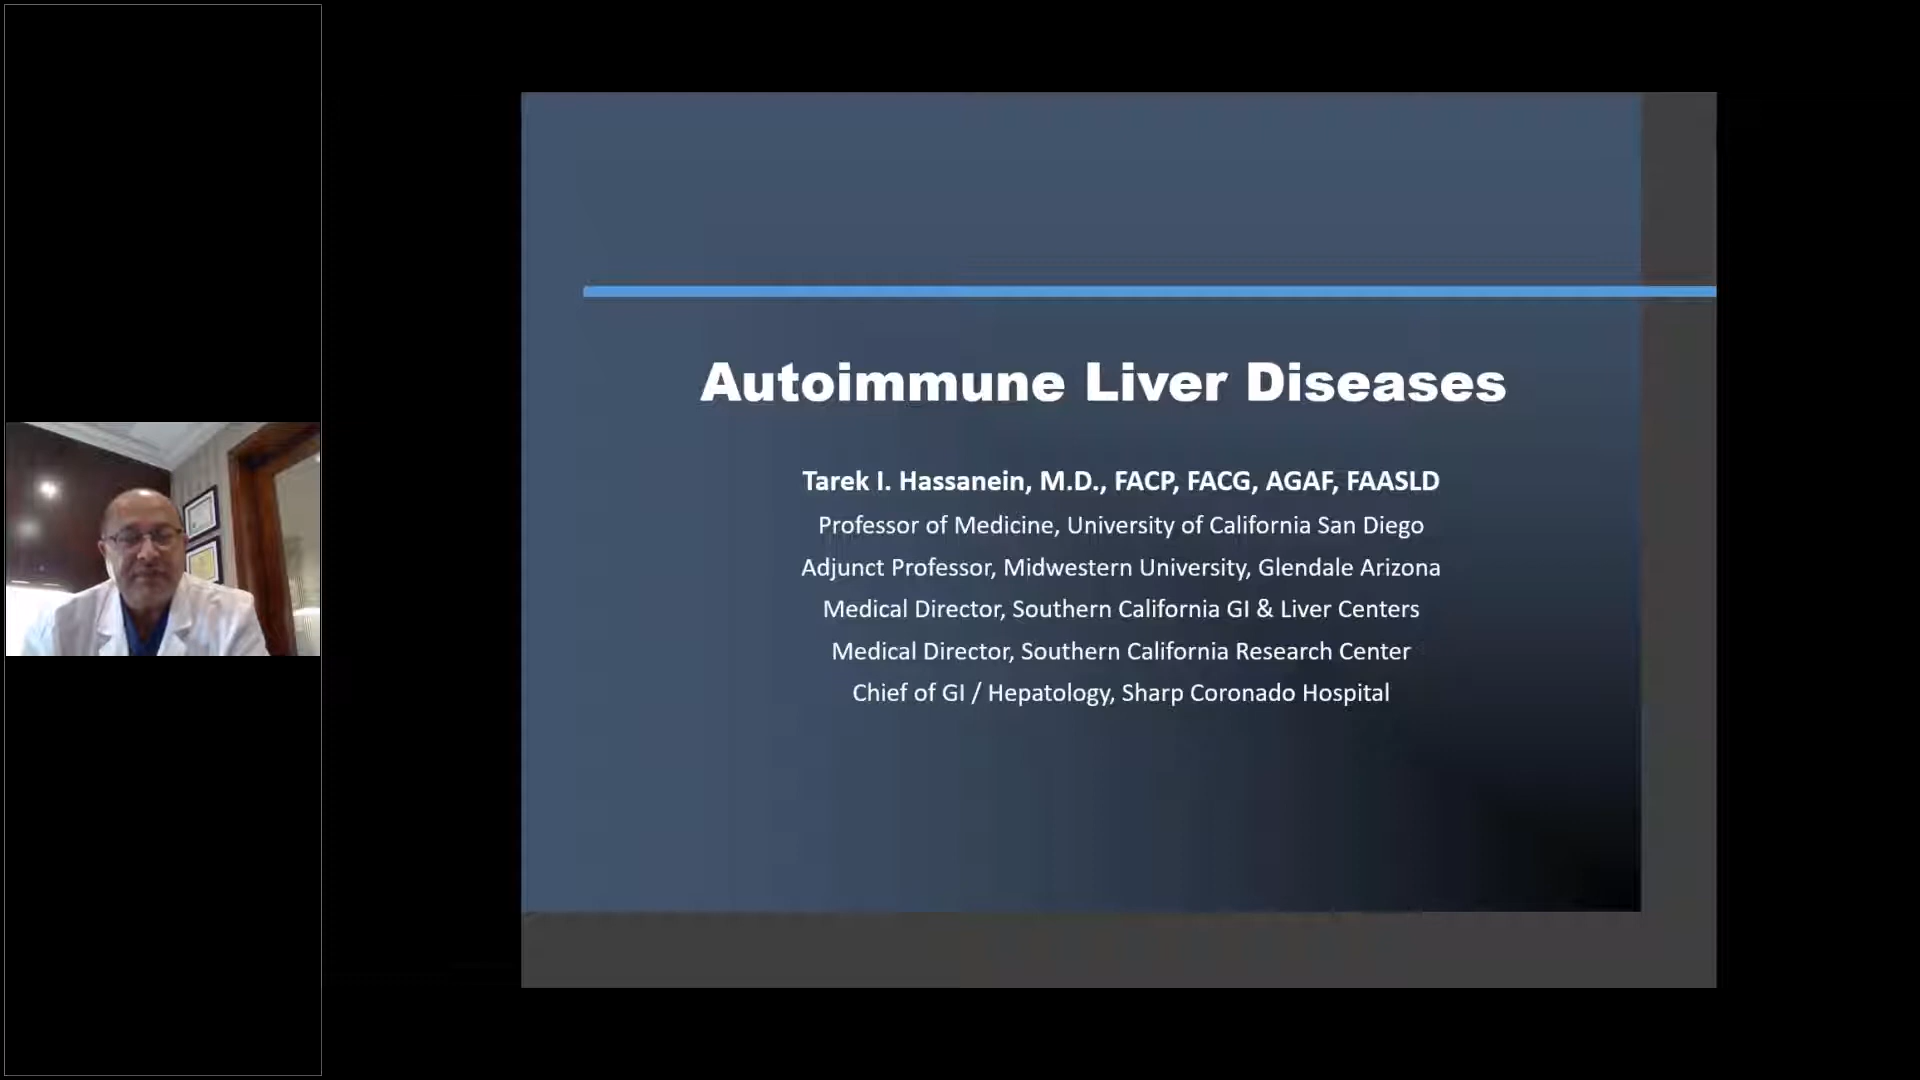 Autoimmune Liver Diseases
Tarek I. Hassanein, M.D., FACP, FACG, AGAF, FAASLD
Professor of Medicine, University of California San Diego
Adjunct Professor, Midwestern University, Glendale Arizona
Medical Director, Southern California GI & Liver Centers
Medical Director, Southern California Research Center
Chief of GI / Hepatology, Sharp Coronado Hospital